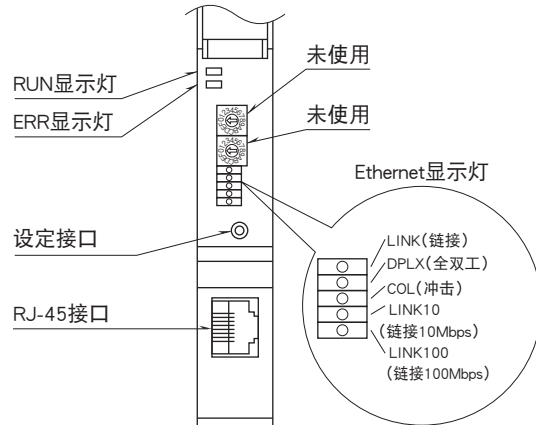 RUN显示灯
ERR显示灯
未使用
未使用
Ethernet显示灯
设定接口
LINK(链接)
DPLX(全双工)
COL(冲击)
LINK10
(链接10Mbps)
LINK100
(链接100Mbps)
RJ-45接口